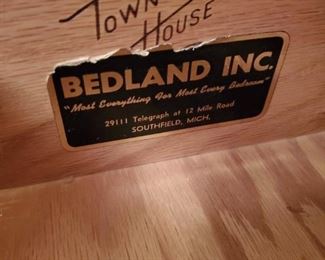 TOWN
HOUSE
BEDLAND INC.
"Most Everything For Most Every Bedroom"
29111 Telegraph at 12 Mile Road
SOUTHFIELD, MICH.